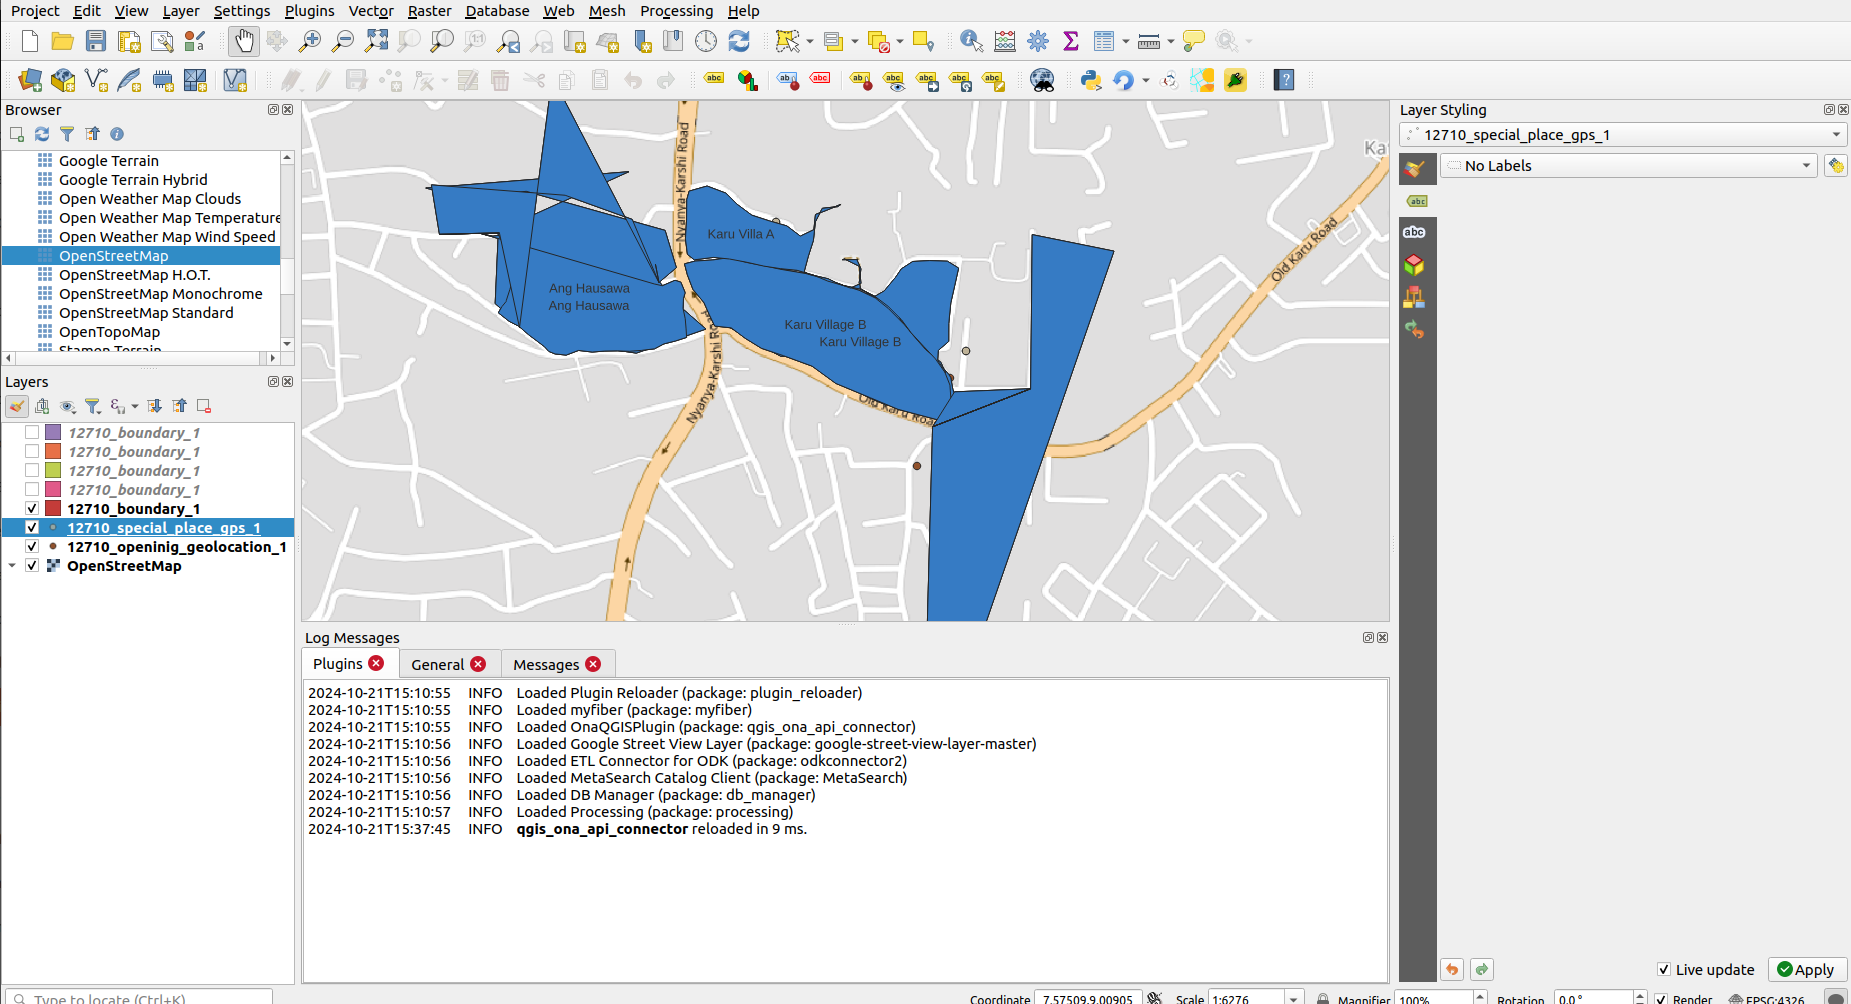 Project Edit View Layer Settings Plugins Vector Raster Database Web Mesh Processing Help
Browser
Google Terrain
Google Terrain Hybrid
Open Weather Map Clouds
Open Weather Map Temperature
Open Weather Map Wind Speed
OpenStreetMap
OpenStreetMap H.O.T.
OpenStreetMap Monochrome
OpenStreetMap Standard
OpenTopoMap
Stamen Terrain
Layers
12710_boundary_1
12710_boundary_1
12710_boundary_1
12710_boundary_1
12710_boundary_1
12710_special_place_gps_1
12710_openinig_geolocation_1
OpenStreetMap
Type to locate (Ctrl+K)
Nyanya-Karshi Road
Karu Villa A
Ang Hausawa
Ang Hausawa
Karu Village B
Karu Village B
Nyanya-Karshi Ro
Old Karu Roa
Old Karu Road
Ka
Log Messages
Plugins General Messages
2024-10-21T15:10:55 INFO Loaded Plugin Reloader (package: plugin_reloader)
2024-10-21T15:10:55 INFO Loaded myfiber (package: myfiber)
2024-10-21T15:10:55 INFO Loaded OnaQGISPlugin (package: qgis_ona_api_connector)
2024-10-21T15:10:56 INFO Loaded Google Street View Layer (package: google-street-view-layer-master)
2024-10-21T15:10:56 INFO Loaded ETL Connector for ODK (package: odkconnector2)
2024-10-21T15:10:56 INFO Loaded MetaSearch Catalog Client (package: MetaSearch)
2024-10-21T15:10:56 INFO Loaded DB Manager (package: db_manager)
2024-10-21T15:10:57 INFO Loaded Processing (package: processing)
2024-10-21T15:37:45 INFO qgis_ona_api_connector reloaded in 9 ms.
Layer Styling
12710_special_place_gps_1
No Labels
abc
abc
Live update Apply
Coordinate 7.57509,9.00905 Scale 1:6276 Magnifier 100% Rotation 0.0° Render EPSG:4326